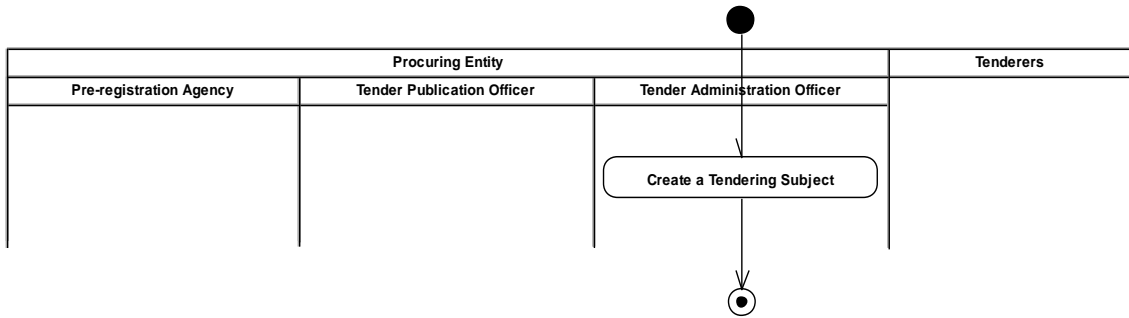 Procuring Entity
Tenderers
Pre-registration Agency
Tender Publication Officer
Tender Administration Officer
Create a Tendering Subject